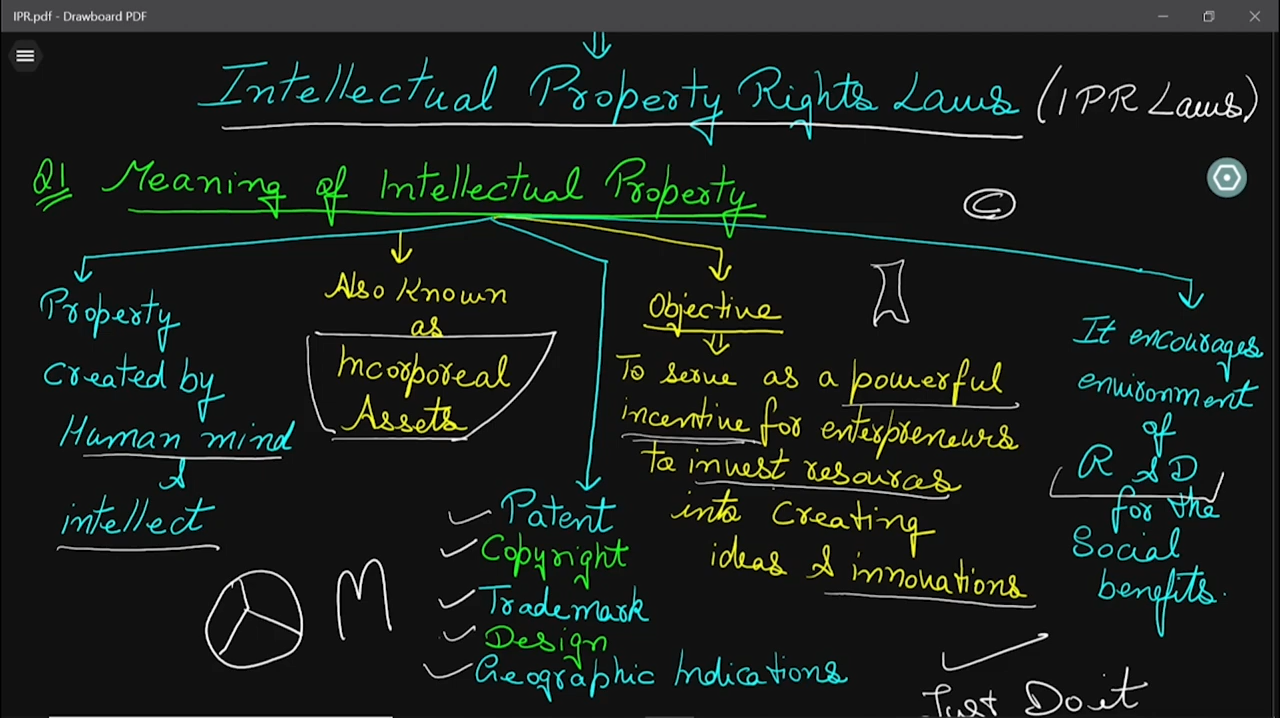 IPR.pdf - Drawboard PDF
Intellectual Property Rights Laws (IPR Laws)
Q1 Meaning of Intellectual Property
©
Property
created by
Human mind
&
intellect
Also Known
as
Incorporeal
Assets
Patent
Copyright
Trademark
Design
Geographic Indications
Objective
To serve as a powerful
incentive for enterpreneurs
to invest resources
into Creating
ideas & innovations
It encourages
environment
of
R & D
for the
Social
benefits.
M
Just Do it